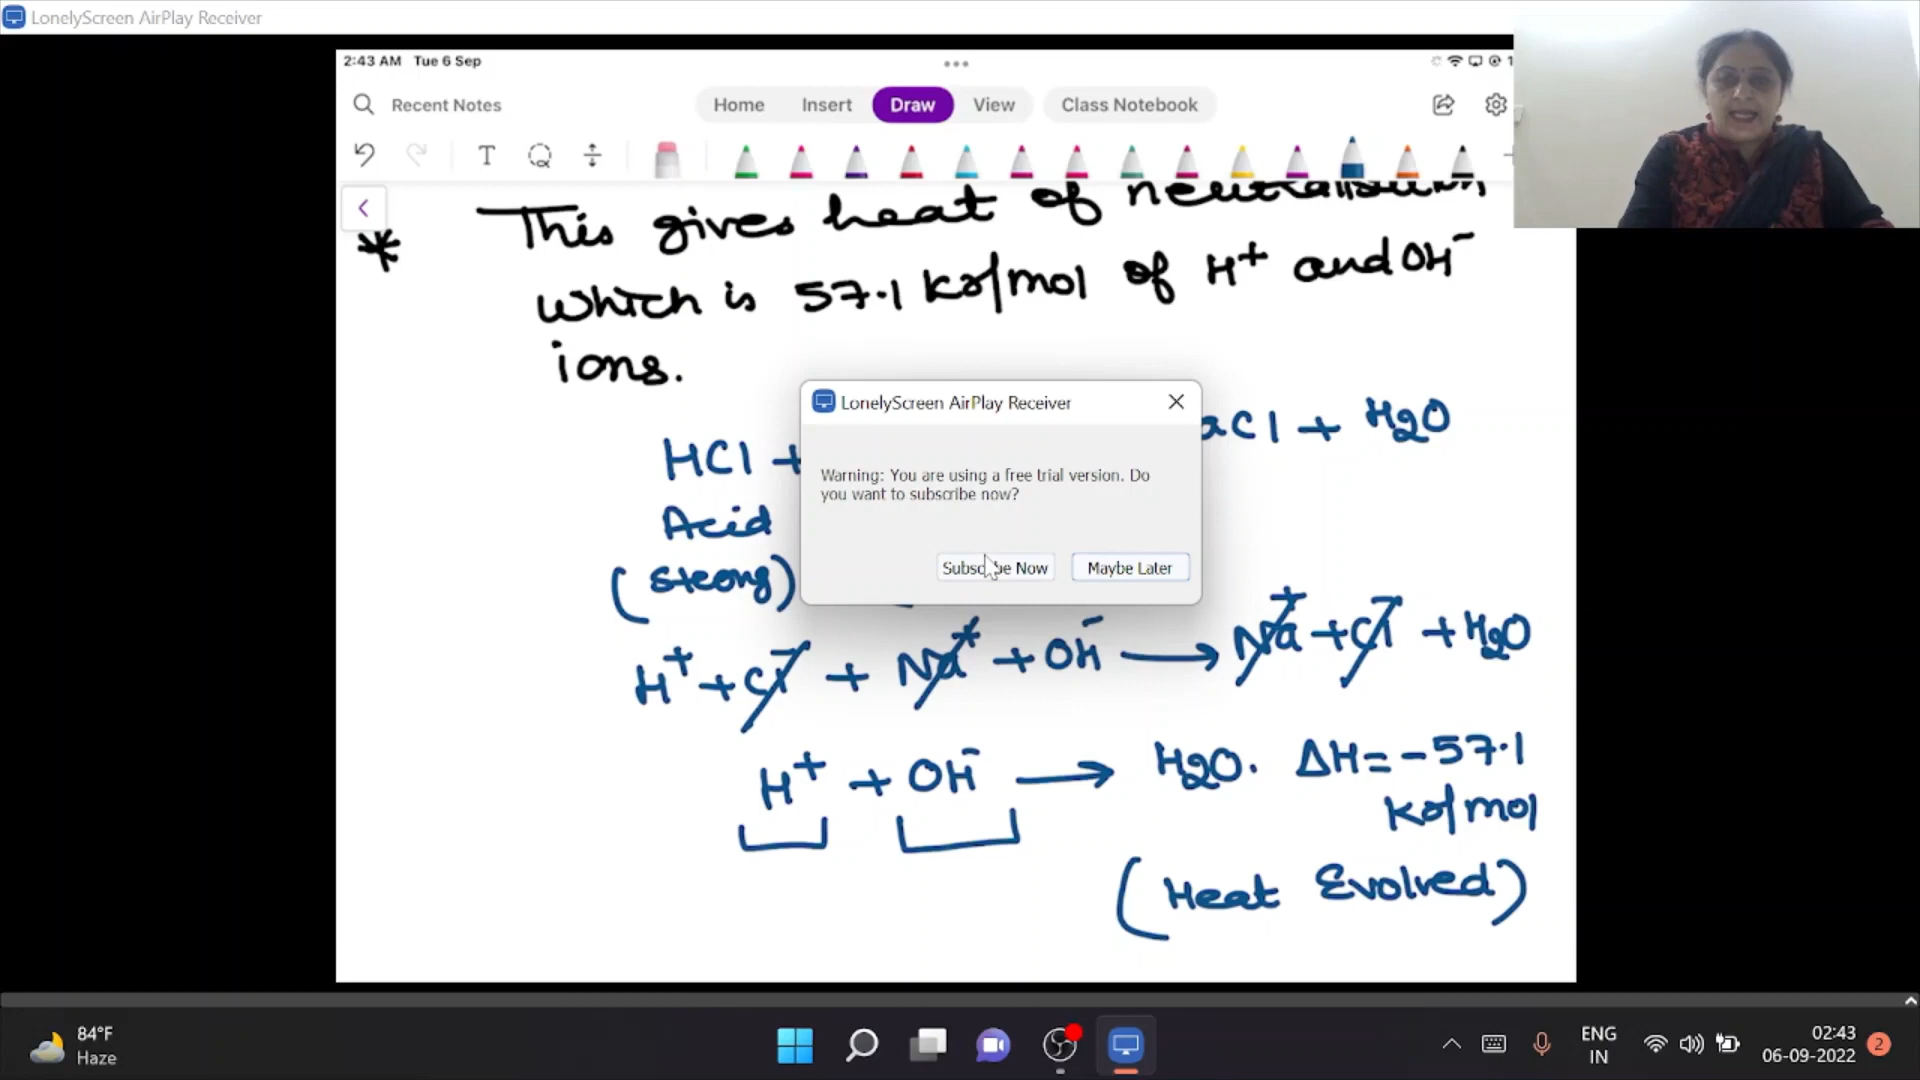 LonelyScreen AirPlay Receiver
2:43 AM Tue 6 Sep
Recent Notes
Home Insert Draw View Class Notebook
T
* This gives heat of neutralisation
which is 57.1 KJ/mol of H+ and OH-
ions.
LonelyScreen AirPlay Receiver
HCl + aCl + H2O
Warning: You are using a free trial version. Do
you want to subscribe now?
Acid
Subscribe Now Maybe Later
(Strong)
H+ + Cl- + Na+ + OH- → Na+ + Cl- + H2O
H+ + OH- → H2O. ΔH = -57.1
KJ/mol
(Heat Evolved)
84°F
Haze
ENG
IN
02:43
06-09-2022
2